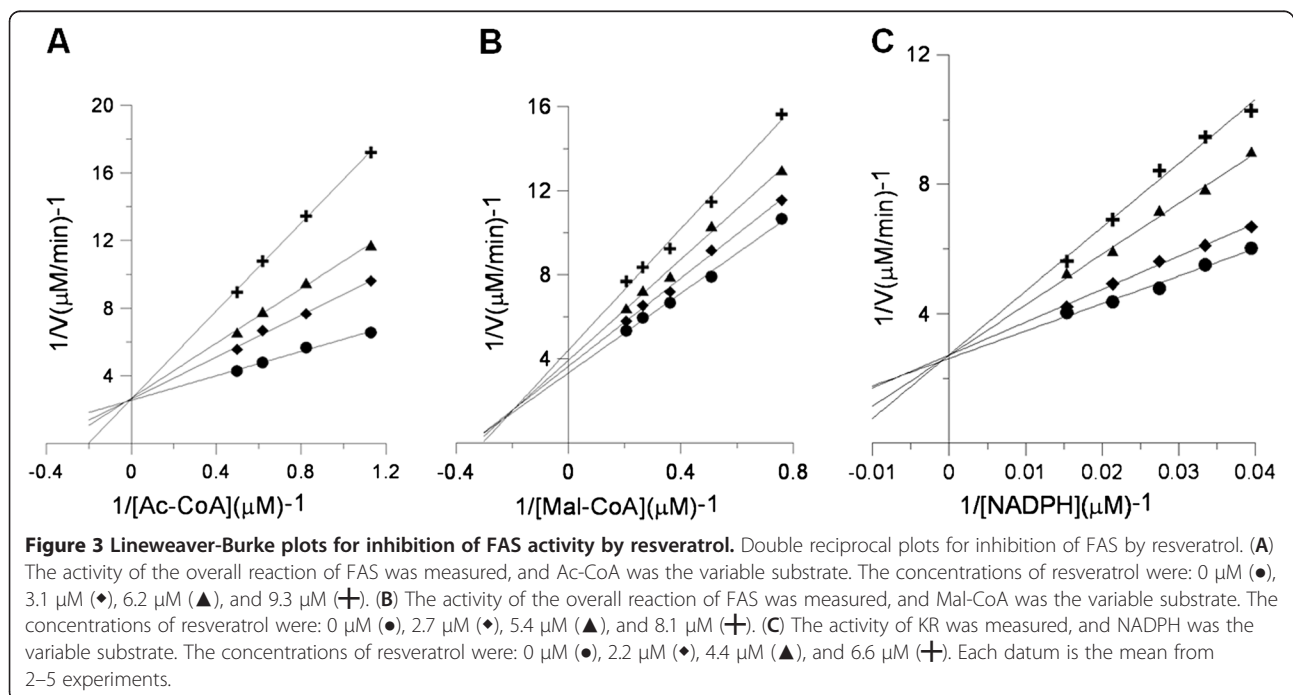 A
B
C
20
16
12
8
4
-0.4
0
0.4
0.8
1.2
1/V(μM/min)-1
1/[Ac-CoA](μM)-1
16
12
8
4
-0.4
0
0.4
0.8
1/V(μM/min)-1
1/[Mal-CoA](μM)-1
12
8
4
-0.01
0
0.01
0.02
0.03
0.04
1/V(μM/min)-1
1/[NADPH](μM)-1
Figure 3 Lineweaver-Burke plots for inhibition of FAS activity by resveratrol. Double reciprocal plots for inhibition of FAS by resveratrol. (A)
The activity of the overall reaction of FAS was measured, and Ac-CoA was the variable substrate. The concentrations of resveratrol were: 0 μM (●),
3.1 μM (◆), 6.2 μM (▲), and 9.3 μM (+). (B) The activity of the overall reaction of FAS was measured, and Mal-CoA was the variable substrate. The
concentrations of resveratrol were: 0 μM (●), 2.7 μM (◆), 5.4 μM (▲), and 8.1 μM (+). (C) The activity of KR was measured, and NADPH was the
variable substrate. The concentrations of resveratrol were: 0 μM (●), 2.2 μM (◆), 4.4 μM (▲), and 6.6 μM (+). Each datum is the mean from
2–5 experiments.